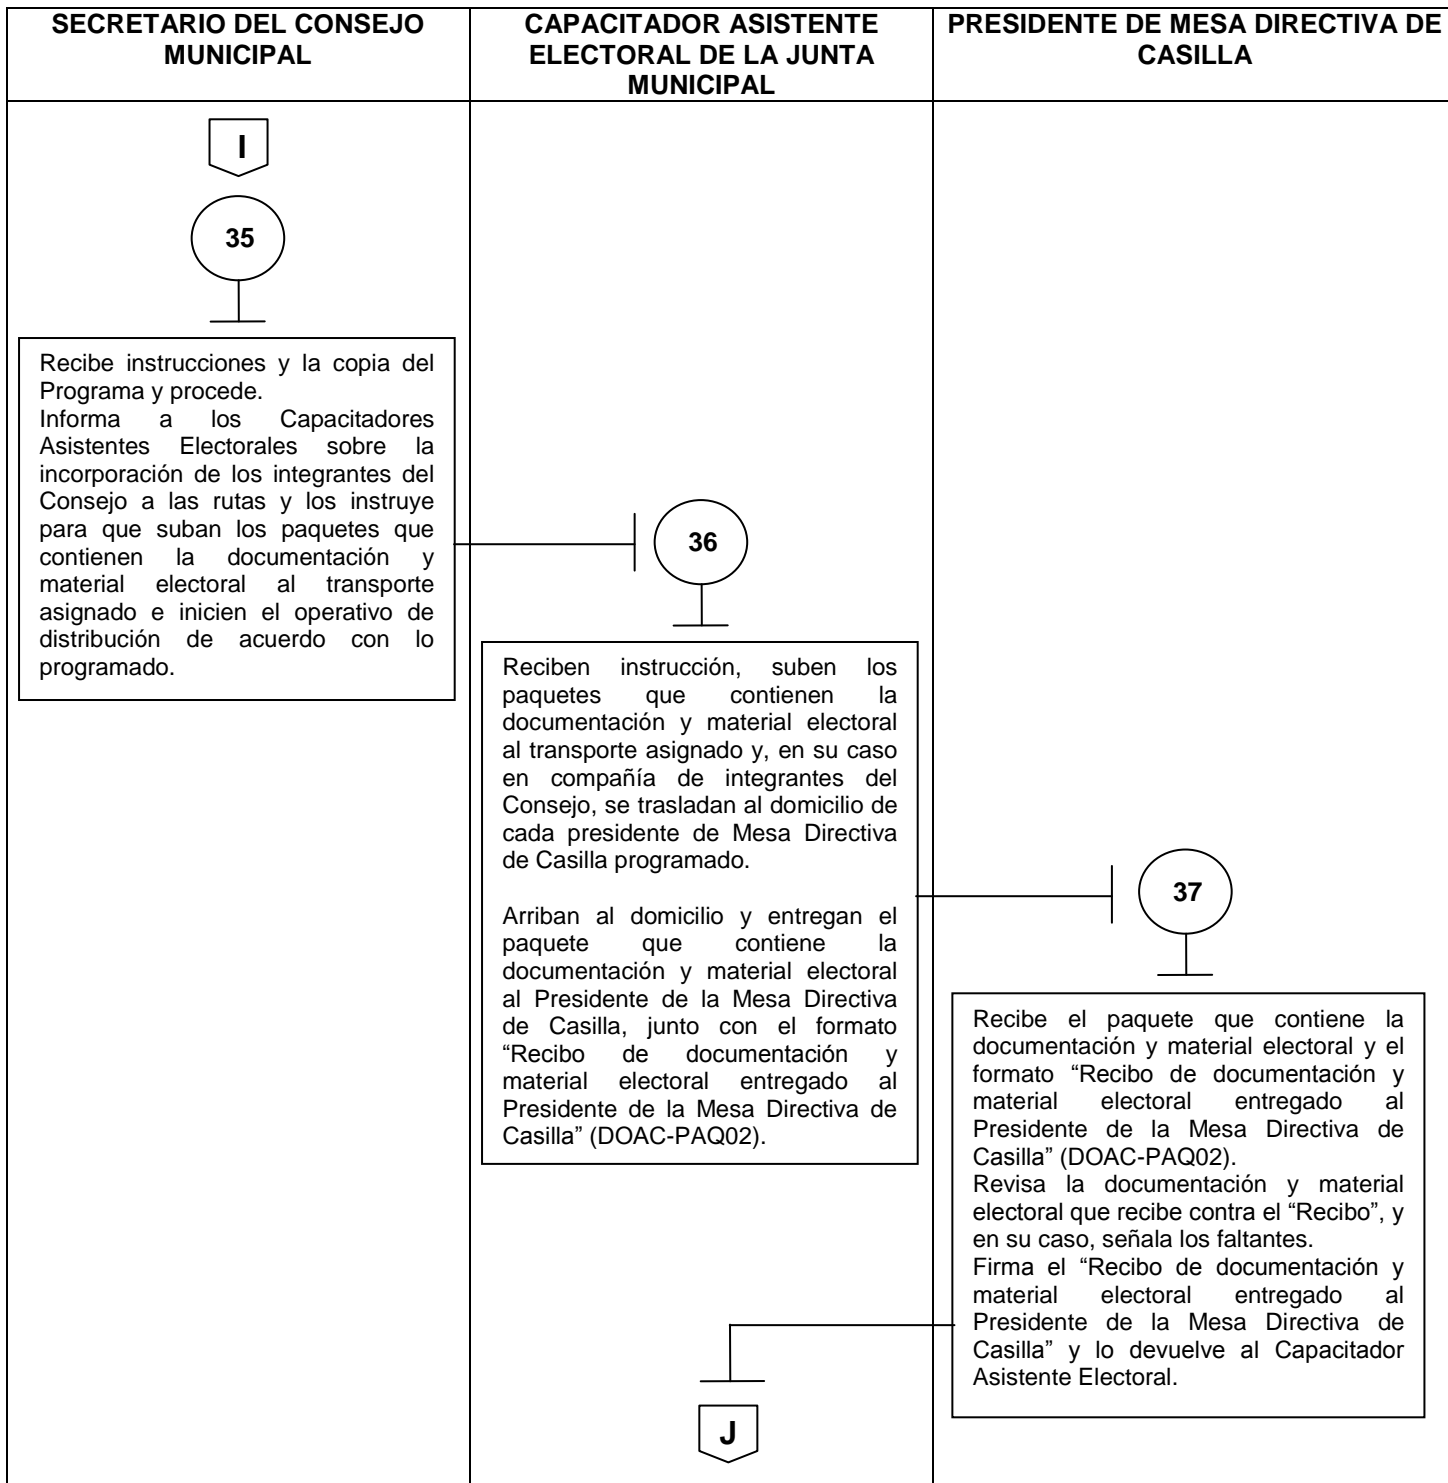 SECRETARIO DEL CONSEJO
MUNICIPAL
CAPACITADOR ASISTENTE
ELECTORAL DE LA JUNTA
MUNICIPAL
PRESIDENTE DE MESA DIRECTIVA DE
CASILLA
I
35
Recibe instrucciones y la copia del
Programa y procede.
Informa a los Capacitadores
Asistentes Electorales sobre la
incorporación de los integrantes del
Consejo a las rutas y los instruye
para que suban los paquetes que
contienen la documentación y
material electoral al transporte
asignado e inicien el operativo de
distribución de acuerdo con lo
programado.
36
Reciben instrucción, suben los
paquetes que contienen la
documentación y material electoral
al transporte asignado y, en su caso
en compañía de integrantes del
Consejo, se trasladan al domicilio de
cada presidente de Mesa Directiva
de Casilla programado.
Arriban al domicilio y entregan el
paquete que contiene la
documentación y material electoral
al Presidente de la Mesa Directiva
de Casilla, junto con el formato
“Recibo de documentación y
material electoral entregado al
Presidente de la Mesa Directiva de
Casilla” (DOAC-PAQ02).
37
Recibe el paquete que contiene la
documentación y material electoral y el
formato “Recibo de documentación y
material electoral entregado al
Presidente de la Mesa Directiva de
Casilla” (DOAC-PAQ02).
Revisa la documentación y material
electoral que recibe contra el “Recibo”, y
en su caso, señala los faltantes.
Firma el “Recibo de documentación y
material electoral entregado al
Presidente de la Mesa Directiva de
Casilla” y lo devuelve al Capacitador
Asistente Electoral.
J